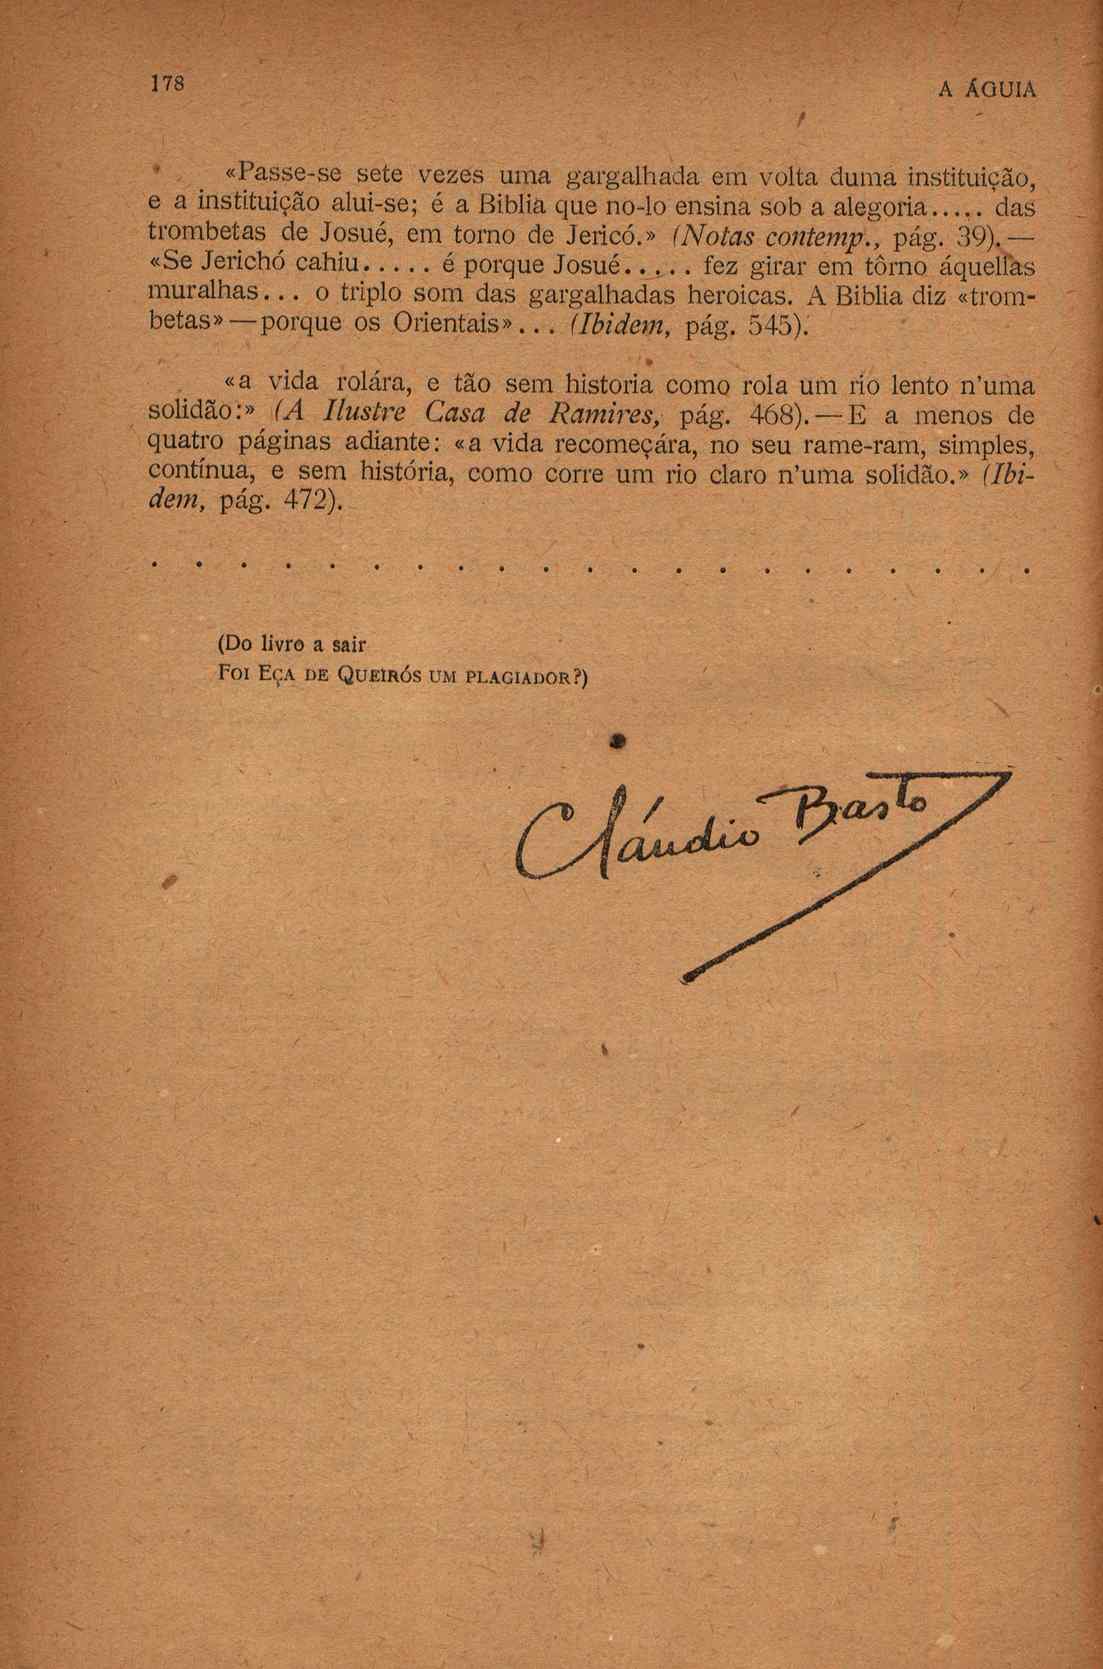 178
A ÁGUIA
«Passe-se sete vezes uma gargalhada em volta duma instituição,
e a instituição alui-se; é a Biblia que no-lo ensina sob a alegoria..... das
trombetas de Josué, em torno de Jericó.» (Notas contemp., pág. 39).—
«Se Jerichó cahiu..... é porque Josué..... fez girar em tôrno áquellas
muralhas... o triplo som das gargalhadas heroicas. A Biblia diz «trom-
betas»—porque os Orientais»... (Ibidem, pág. 545).
«a vida rolára, e tão sem historia como rola um rio lento n'uma
solidão:» (A Ilustre Casa de Ramires, pág. 468).—E a menos de
quatro páginas adiante: «a vida recomeçára, no seu rame-ram, simples,
contínua, e sem história, como corre um rio claro n'uma solidão.» (Ibi-
dem, pág. 472).
. . . . . . . . . . . . . . . . . . . . .
(Do livro a sair
FOI EÇA DE QUEIRÓS UM PLAGIADOR?)
Cláudio Basto